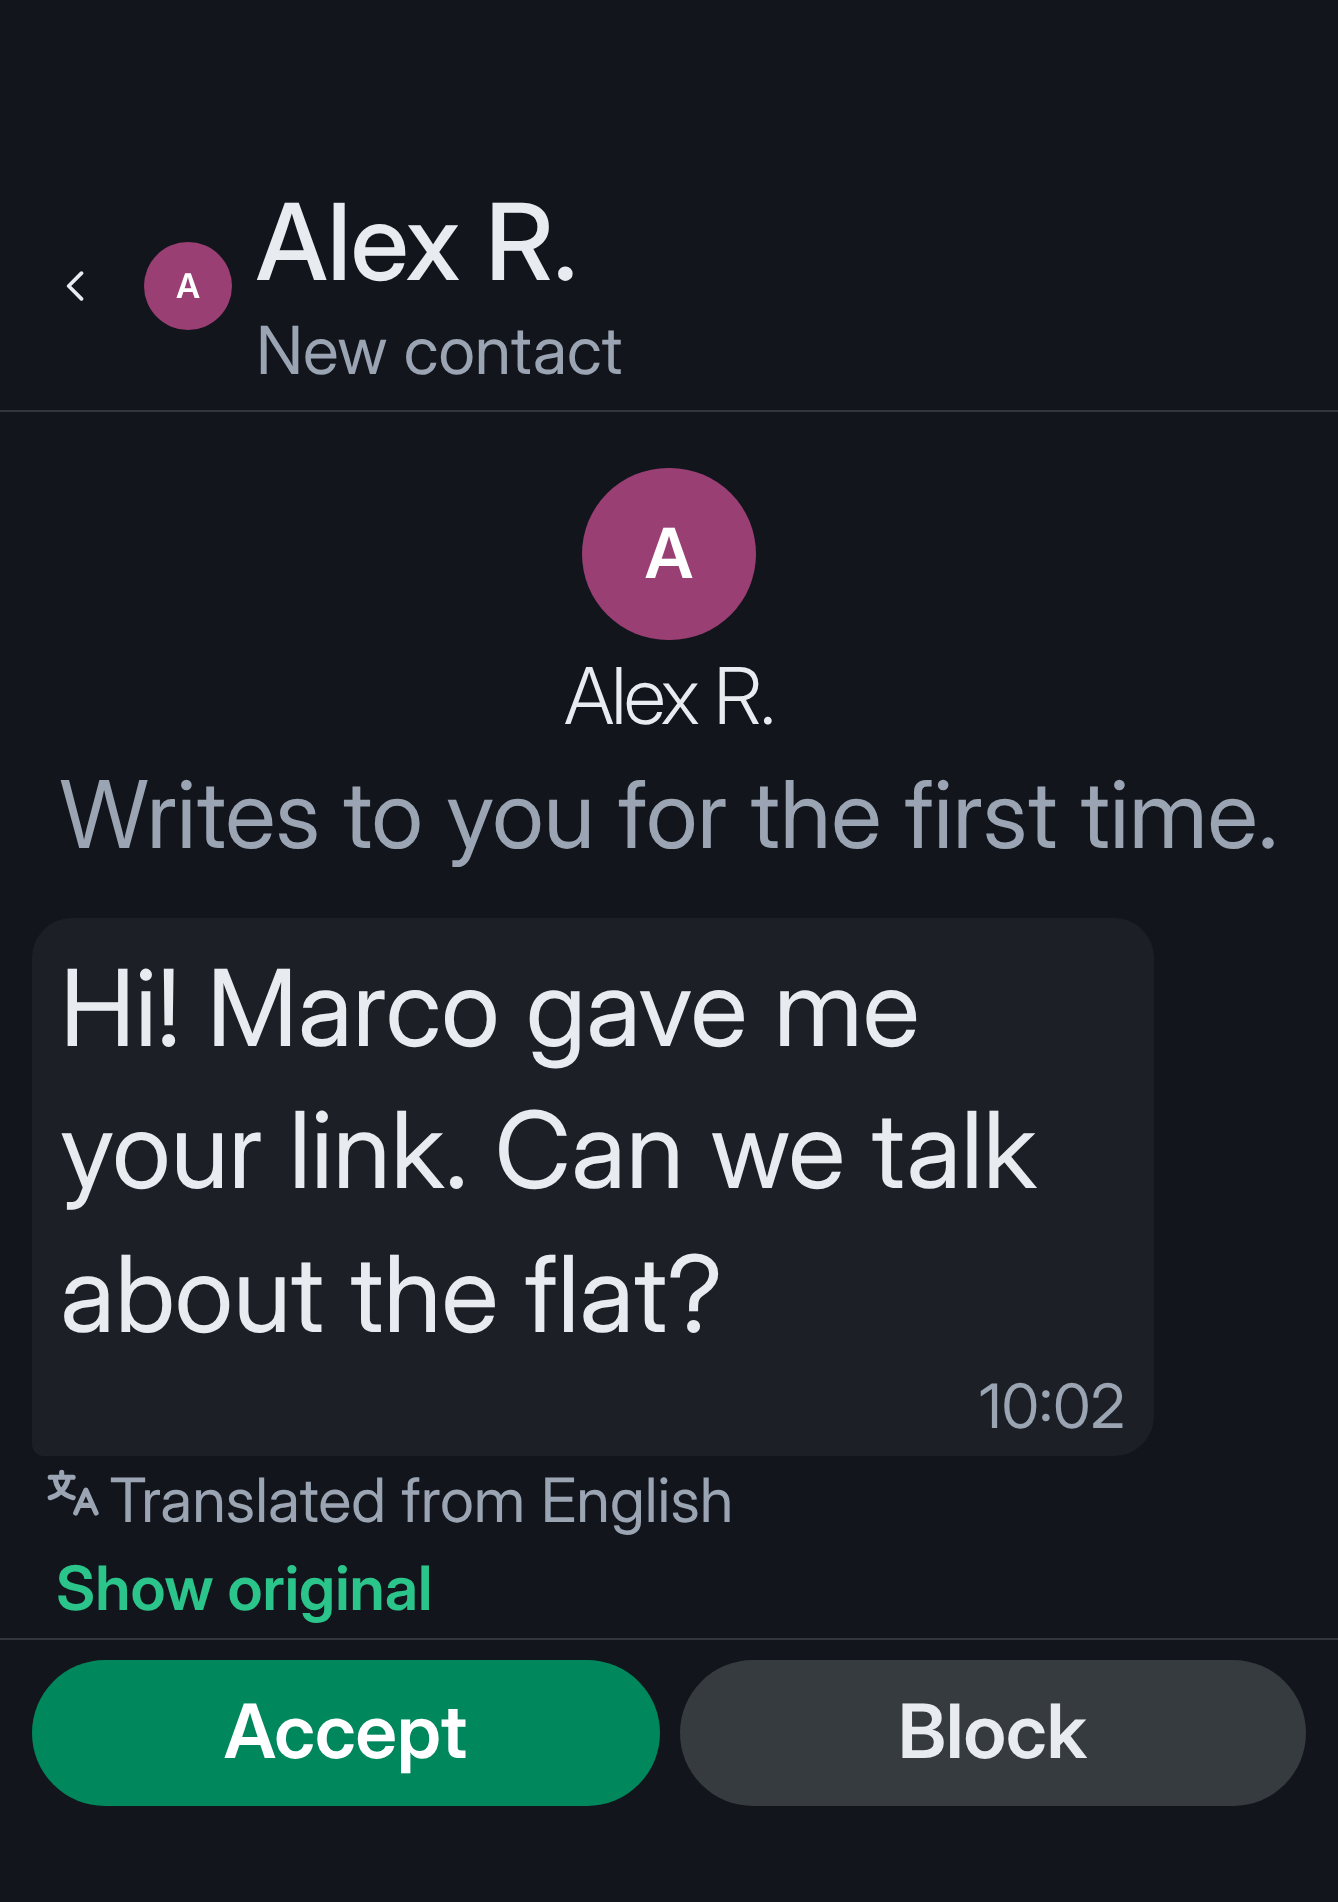 A
Alex R.
New contact
A
Alex R.
Writes to you for the first time.
Hi! Marco gave me
your link. Can we talk
about the flat?
10:02
Translated from English
Show original
Accept
Block